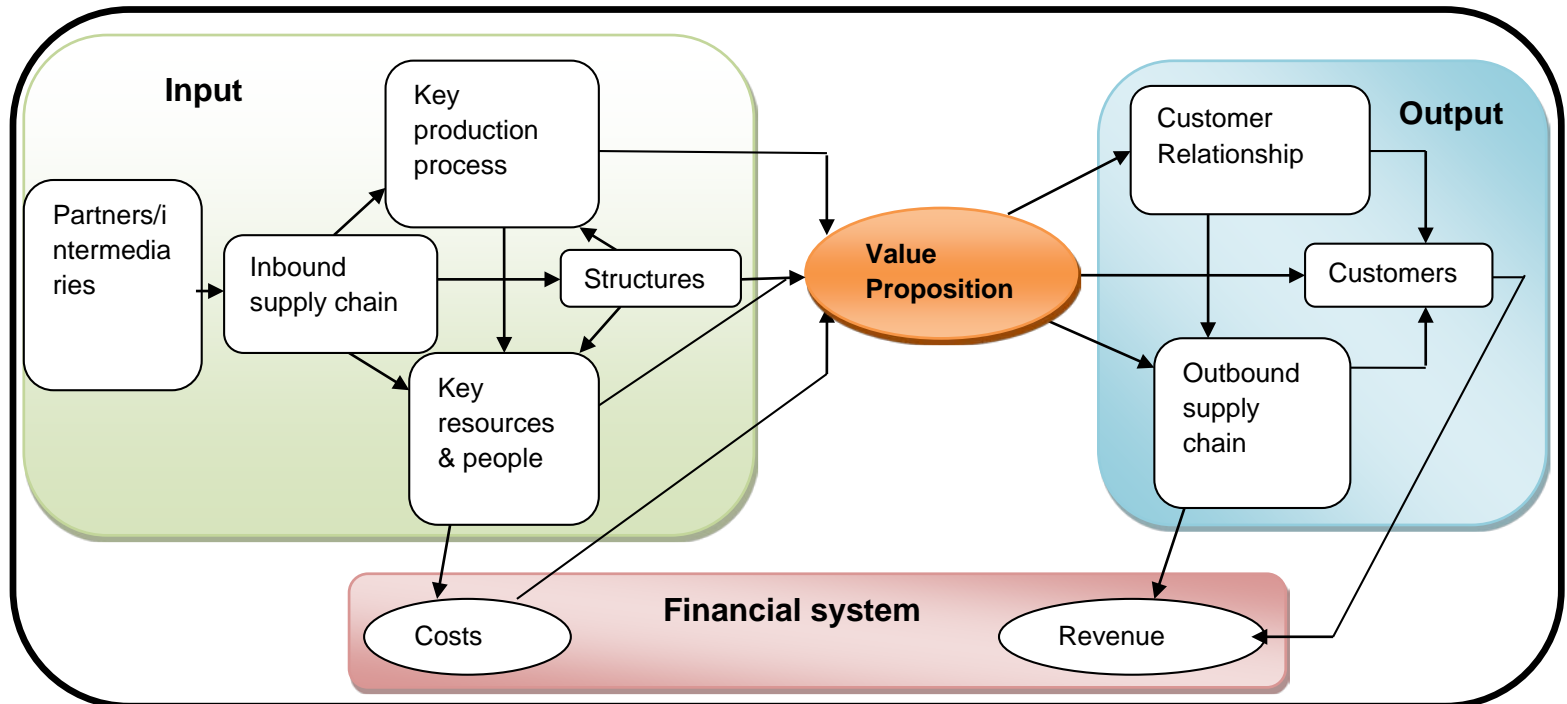 Input
Key
production
process
Partners/i
ntermedia
ries
Inbound
supply chain
Structures
Key
resources
& people
Value
Proposition
Output
Customer
Relationship
Customers
Outbound
supply
chain
Financial system
Costs
Revenue